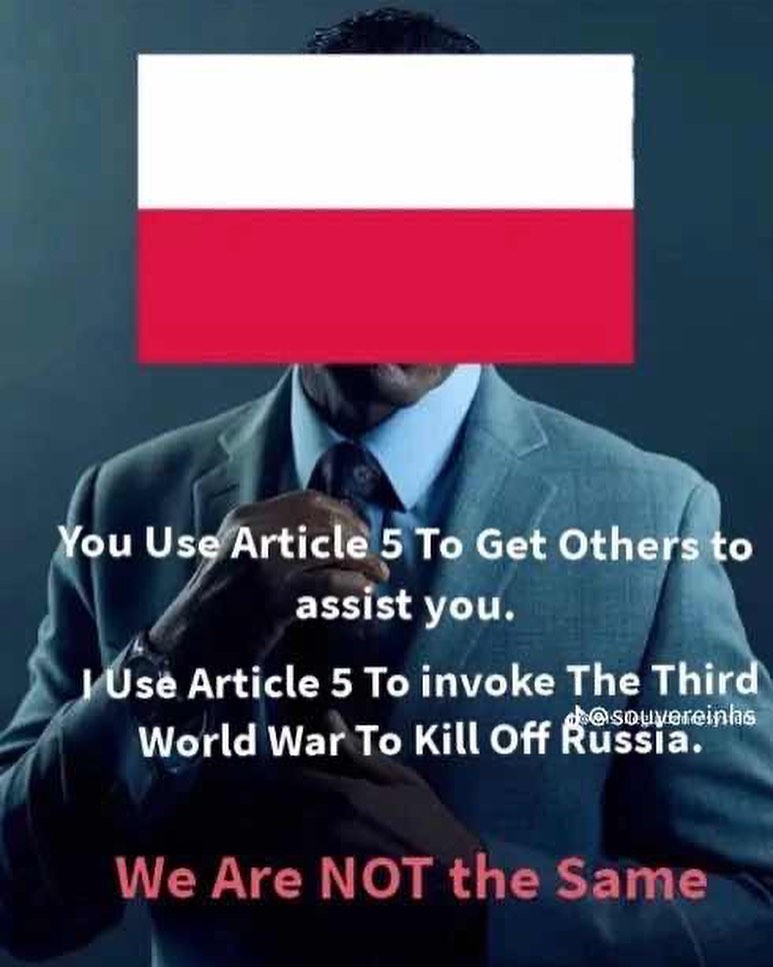 You Use Article 5 To Get Others to
assist you.
I Use Article 5 To invoke The Third
@souvereinhs
World War To Kill Off Russia.
We Are NOT the Same